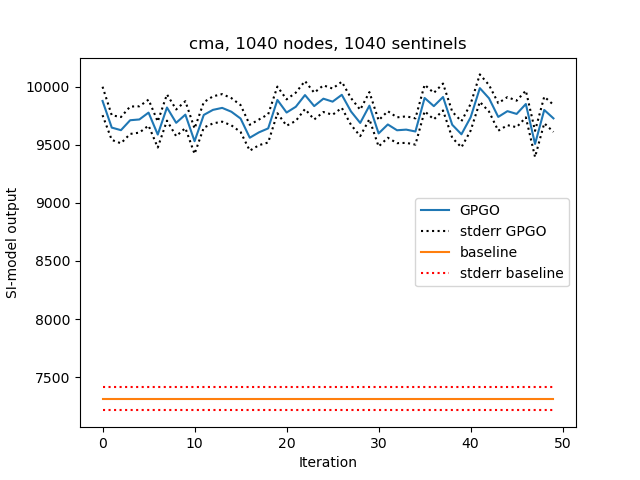 cma, 1040 nodes, 1040 sentinels
SI-model output
10000
9500
9000
8500
8000
7500
GPGO
stderr GPGO
baseline
stderr baseline
0 10 20 30 40 50
Iteration